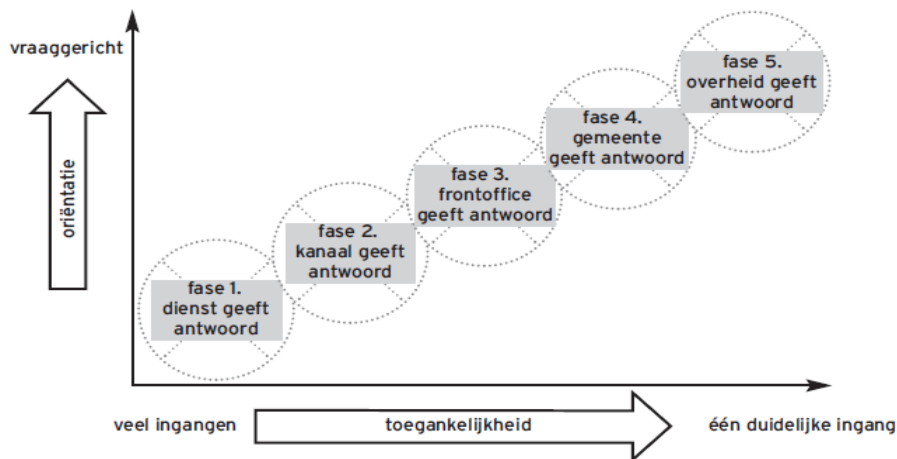 vraaggericht
oriëntatie
fase 1.
dienst geeft
antwoord
fase 2.
kanaal geeft
antwoord
fase 3.
frontoffice
geeft antwoord
fase 4.
gemeente
geeft antwoord
fase 5.
overheid geeft
antwoord
veel ingangen
toegankelijkheid
één duidelijke ingang